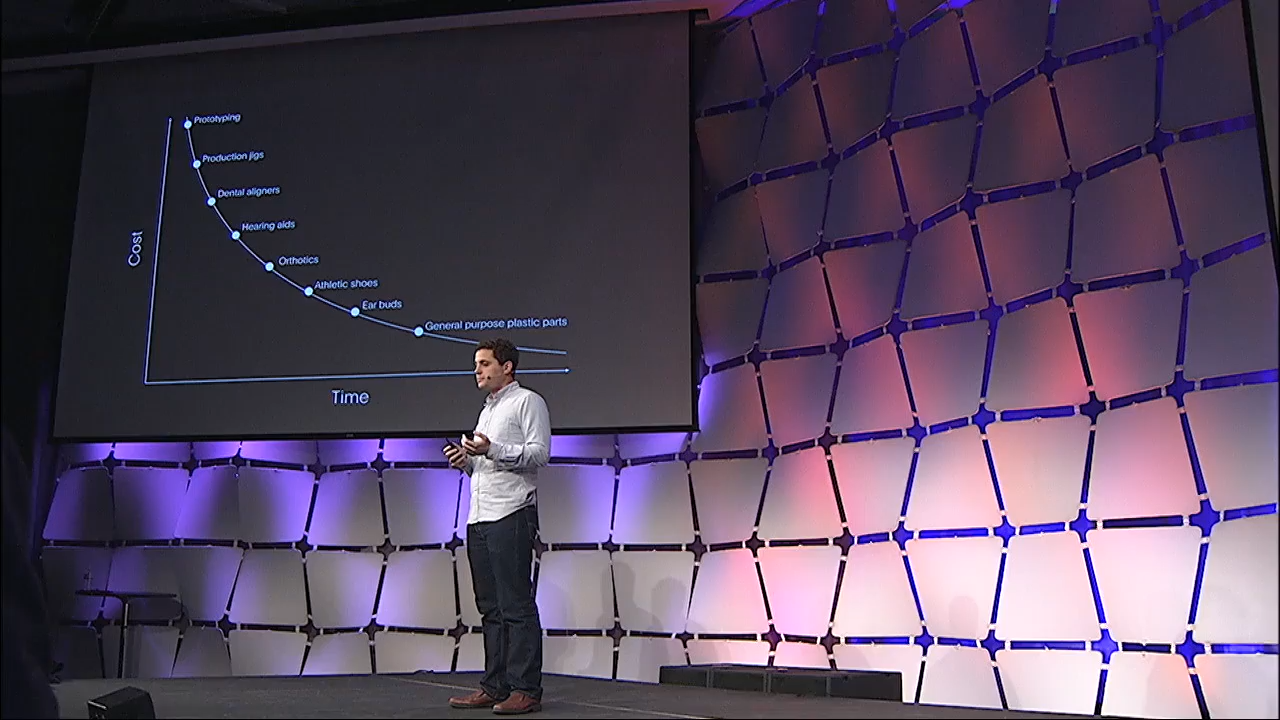 Prototyping
Production jigs
Dental aligners
Hearing aids
Orthotics
Athletic shoes
Ear buds
General purpose plastic parts
Cost
Time